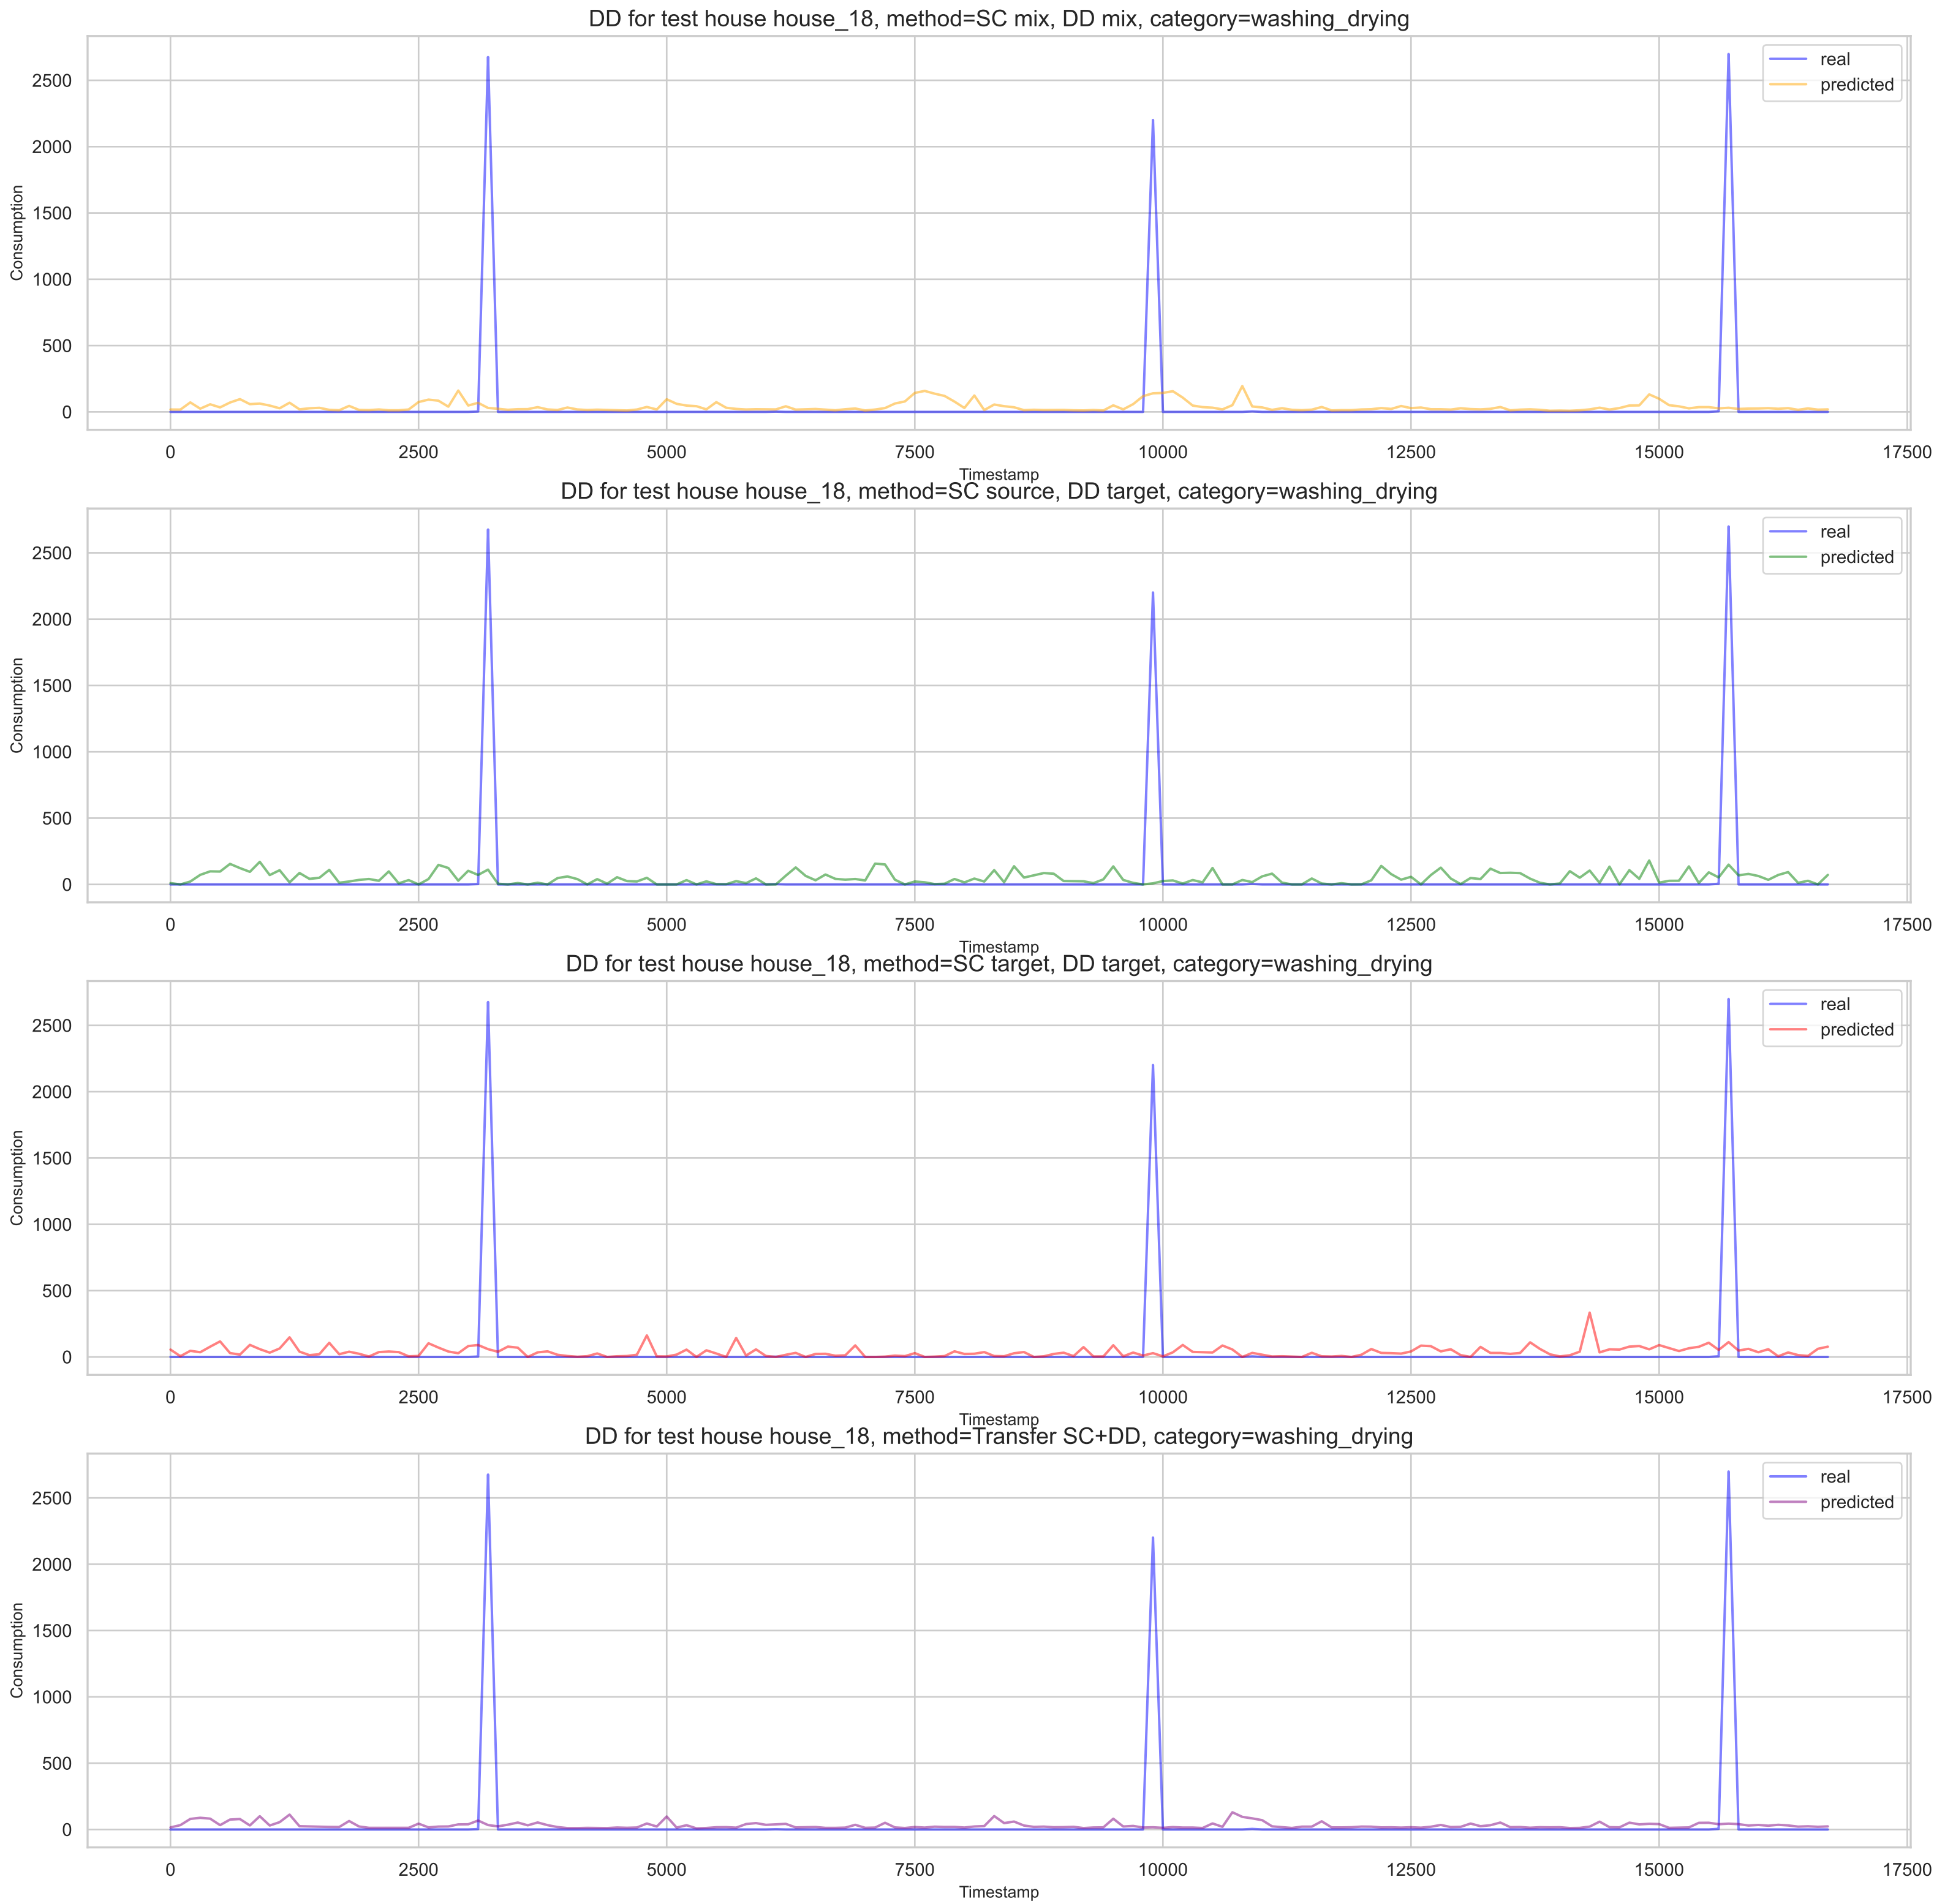 DD for test house house_18, method=SC mix, DD mix, category=washing_drying
real
predicted
2500
2000
1500
1000
500
0
Consumption
0 2500 5000 7500 10000 12500 15000 17500
Timestamp
DD for test house house_18, method=SC source, DD target, category=washing_drying
real
predicted
2500
2000
1500
1000
500
0
Consumption
0 2500 5000 7500 10000 12500 15000 17500
Timestamp
DD for test house house_18, method=SC target, DD target, category=washing_drying
real
predicted
2500
2000
1500
1000
500
0
Consumption
0 2500 5000 7500 10000 12500 15000 17500
Timestamp
DD for test house house_18, method=Transfer SC+DD, category=washing_drying
real
predicted
2500
2000
1500
1000
500
0
Consumption
0 2500 5000 7500 10000 12500 15000 17500
Timestamp